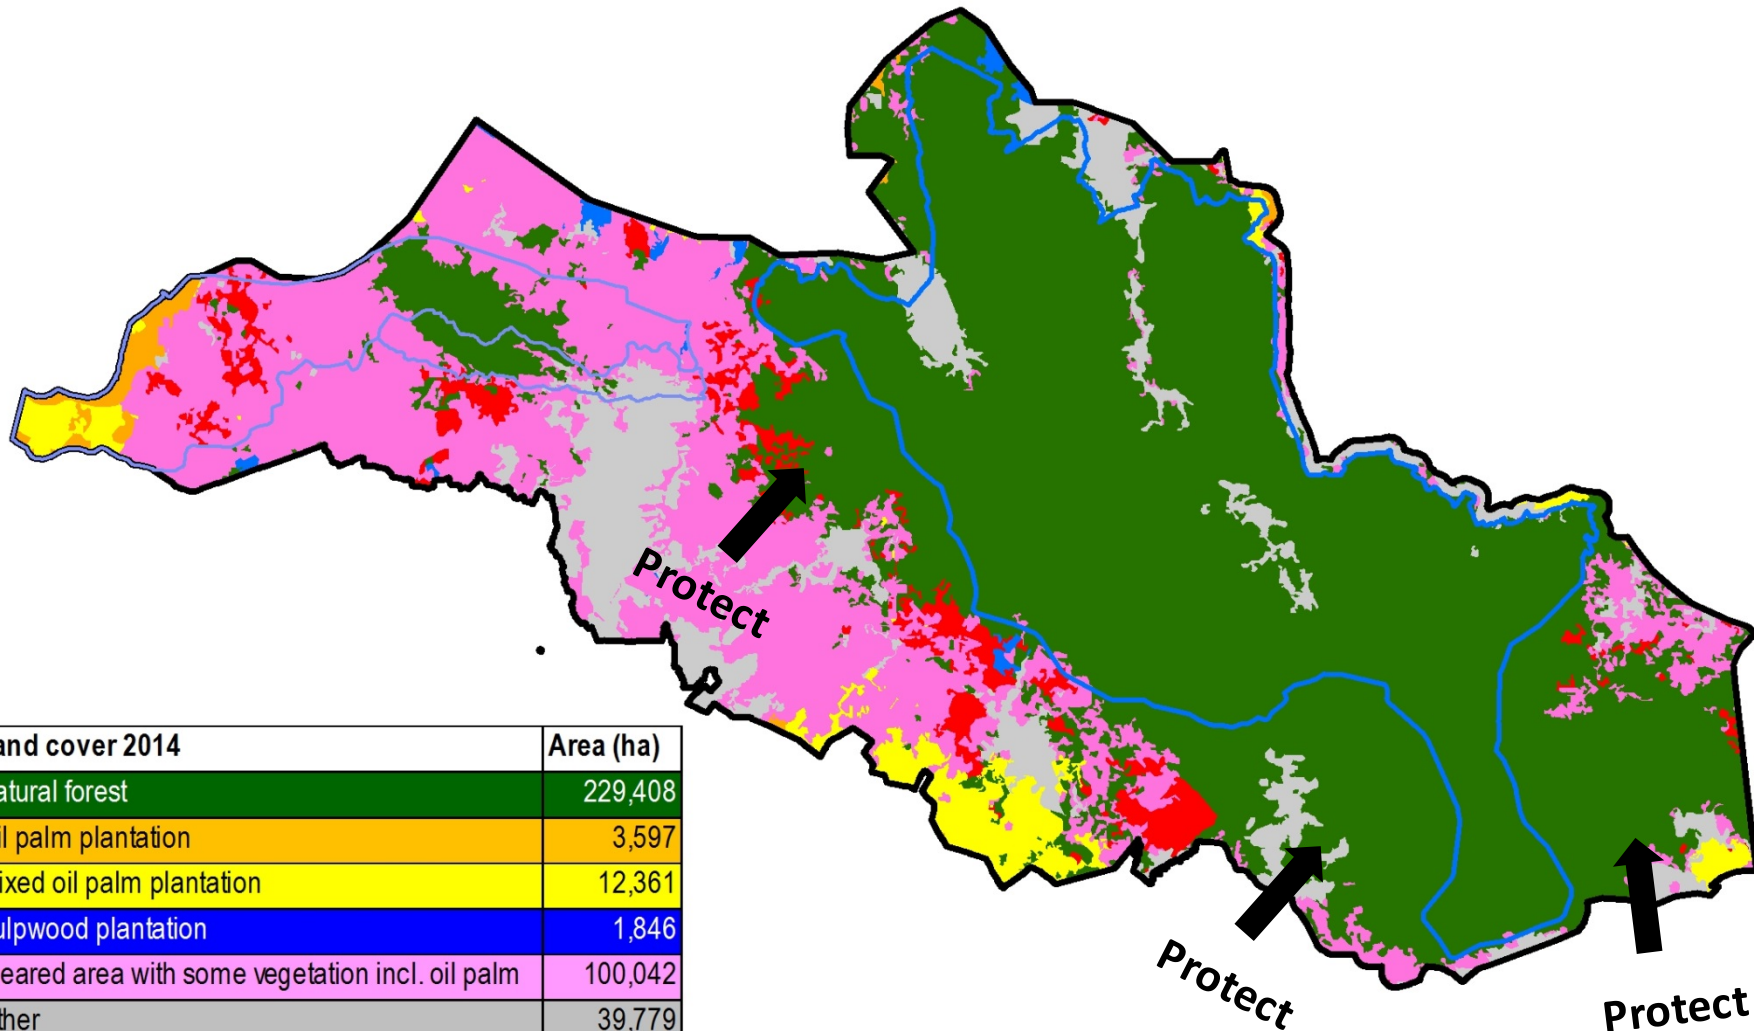 Protect
Protect
Protect
and cover 2014 Area (ha)
atural forest 229,408
il palm plantation 3,597
ixed oil palm plantation 12,361
ulpwood plantation 1,846
eared area with some vegetation incl. oil palm 100,042
ther 39,779